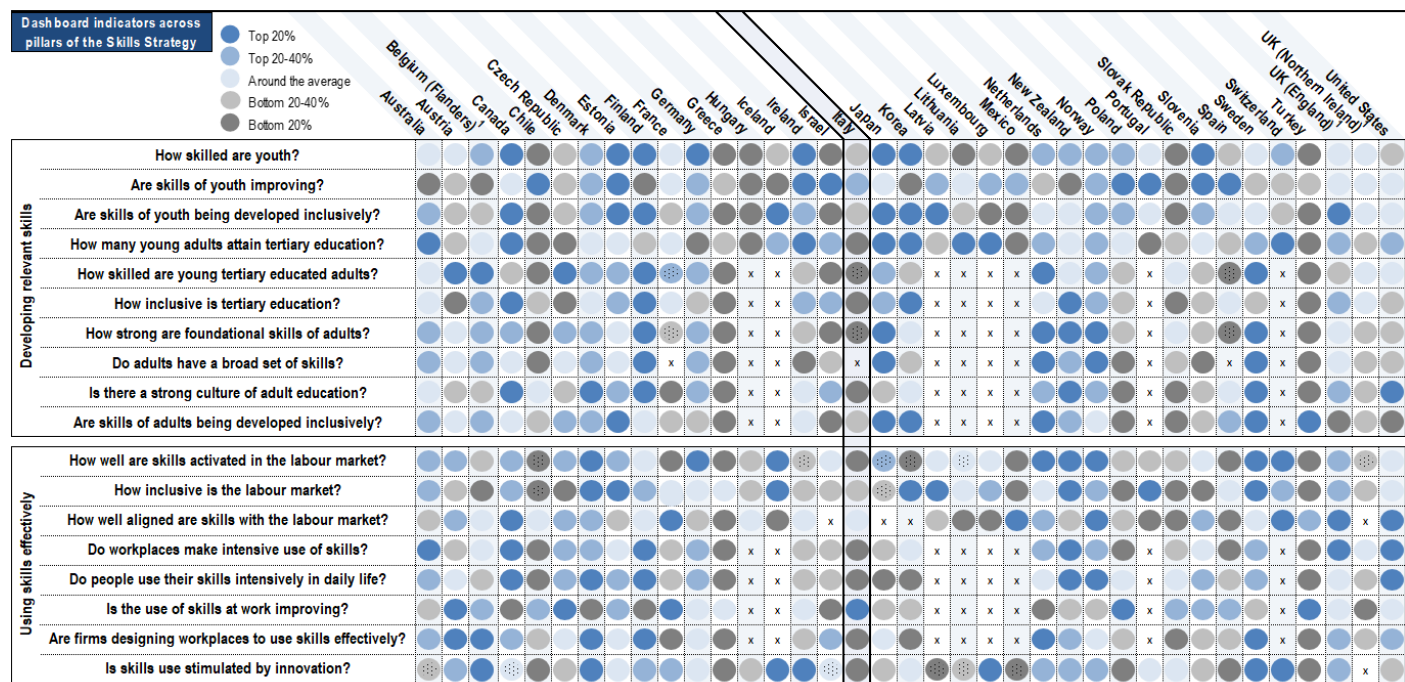 Dashboard indicators across
pillars of the Skills Strategy
Top 20%
Top 20-40%
Around the average
Bottom 20-40%
Bottom 20%
Australia
Austria
Belgium (Flanders)¹
Canada
Chile
Czech Republic
Denmark
Estonia
Finland
France
Germany
Greece
Hungary
Iceland
Ireland
Israel
Italy
Japan
Korea
Latvia
Lithuania
Luxembourg
Mexico
Netherlands
New Zealand
Norway
Poland
Portugal
Slovak Republic
Slovenia
Spain
Sweden
Switzerland
Turkey
UK (England)¹
UK (Northern Ireland)¹
United States
Developing relevant skills
How skilled are youth?
Are skills of youth improving?
Are skills of youth being developed inclusively?
How many young adults attain tertiary education?
How skilled are young tertiary educated adults? x x x x x x x x
How inclusive is tertiary education? x x x x x x x x
How strong are foundational skills of adults? x x x x x x x x
Do adults have a broad set of skills? x x x x x x x x x x x
Is there a strong culture of adult education? x x x x x x x x
Are skills of adults being developed inclusively? x x x x x x x x
Using skills effectively
How well are skills activated in the labour market?
How inclusive is the labour market?
How well aligned are skills with the labour market? x x x x
Do workplaces make intensive use of skills? x x x x x x x x
Do people use their skills intensively in daily life? x x x x x x x x
Is the use of skills at work improving? x x x x x x x x
Are firms designing workplaces to use skills effectively? x x x x x x x x
Is skills use stimulated by innovation? x